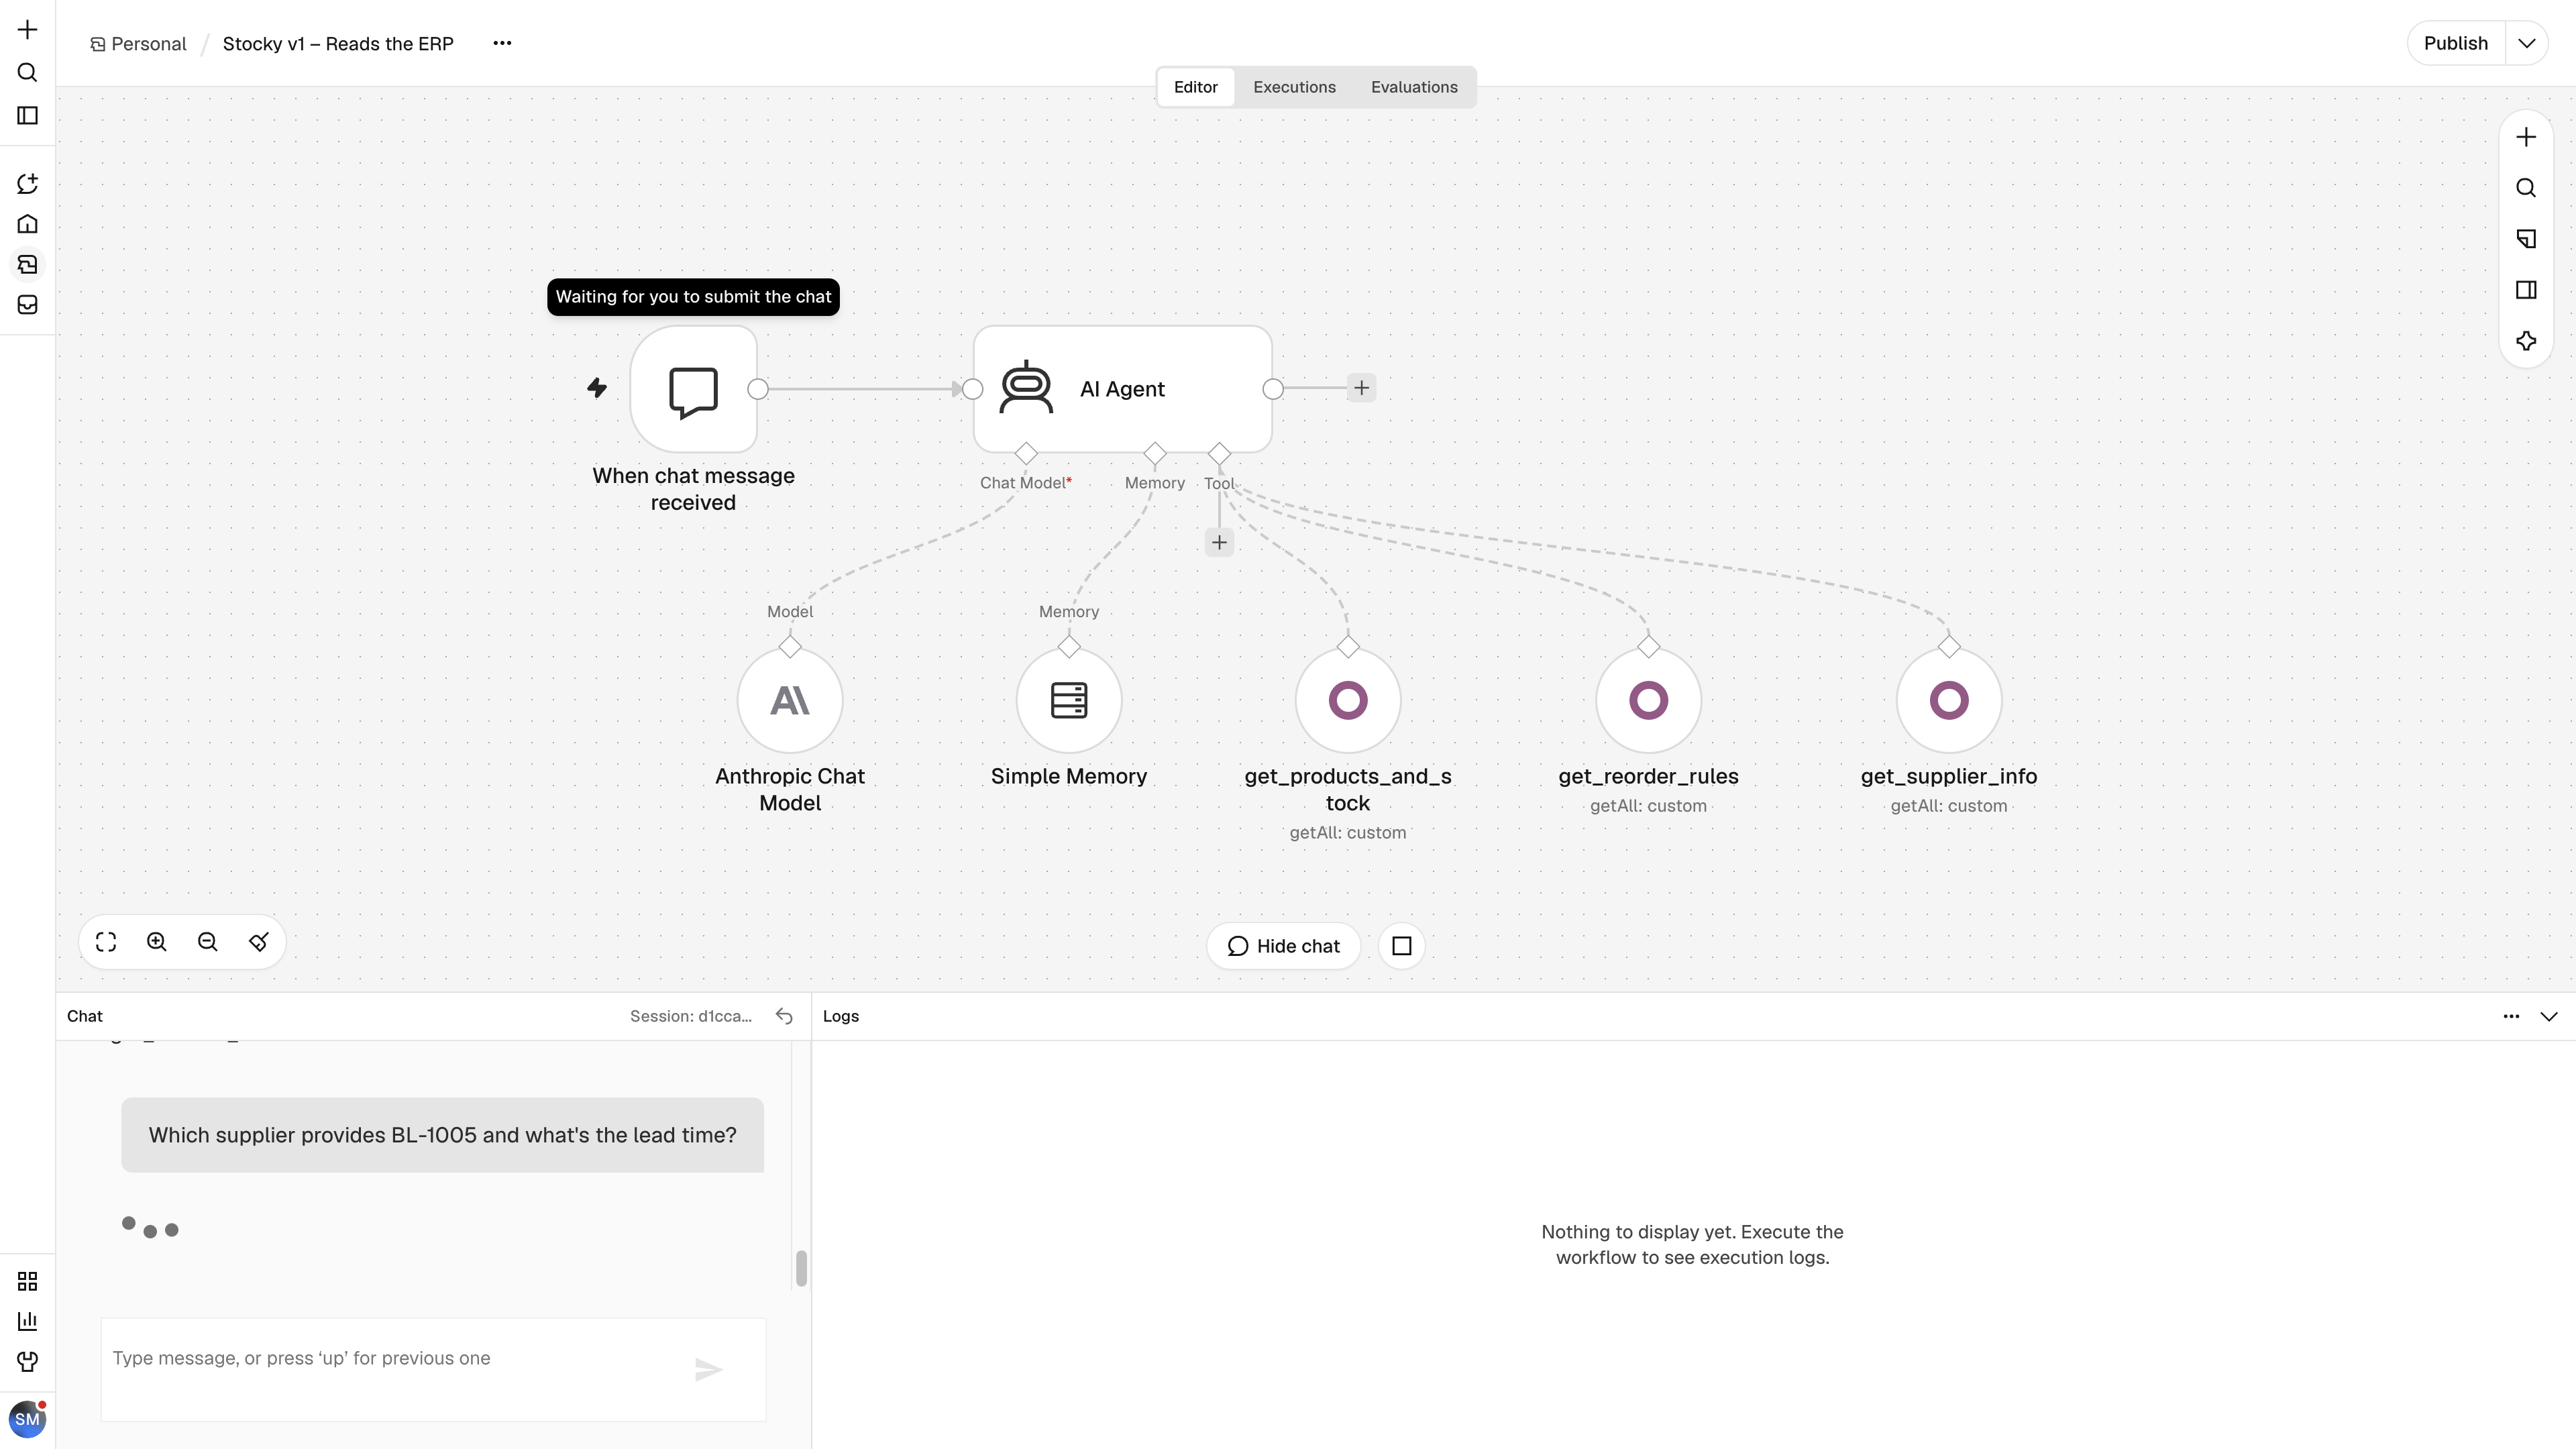 Personal / Stocky v1 – Reads the ERP
Publish
Editor Executions Evaluations
Waiting for you to submit the chat
AI Agent
When chat message
received
Chat Model* Memory Tool
Model Memory
Anthropic Chat
Model
Simple Memory
get_products_and_s
tock
getAll: custom
get_reorder_rules
getAll: custom
get_supplier_info
getAll: custom
Hide chat
Chat
Session: d1cca...
Logs
Which supplier provides BL-1005 and what's the lead time?
Nothing to display yet. Execute the
workflow to see execution logs.
Type message, or press ‘up’ for previous one
SM